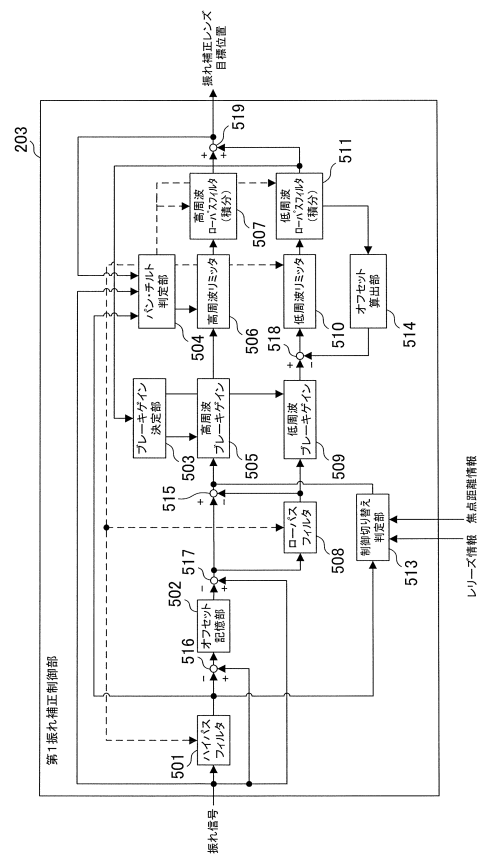 203
第1振れ補正制御部
振れ信号
ハイパス
フィルタ
501
516
オフセット
記憶部
502
517
515
ローパス
フィルタ
508
制御切り替え
判定部
513
レリーズ情報
焦点距離情報
ブレーキゲイン
決定部
503
高周波
ブレーキゲイン
505
低周波
ブレーキゲイン
509
パン・チルト
判定部
504
高周波リミッタ
506
518
低周波リミッタ
510
オフセット
算出部
514
高周波
ローパスフィルタ
(積分)
507
低周波
ローパスフィルタ
(積分)
511
519
振れ補正レンズ
目標位置
－
＋
－
＋
＋
－
＋
－
＋
＋